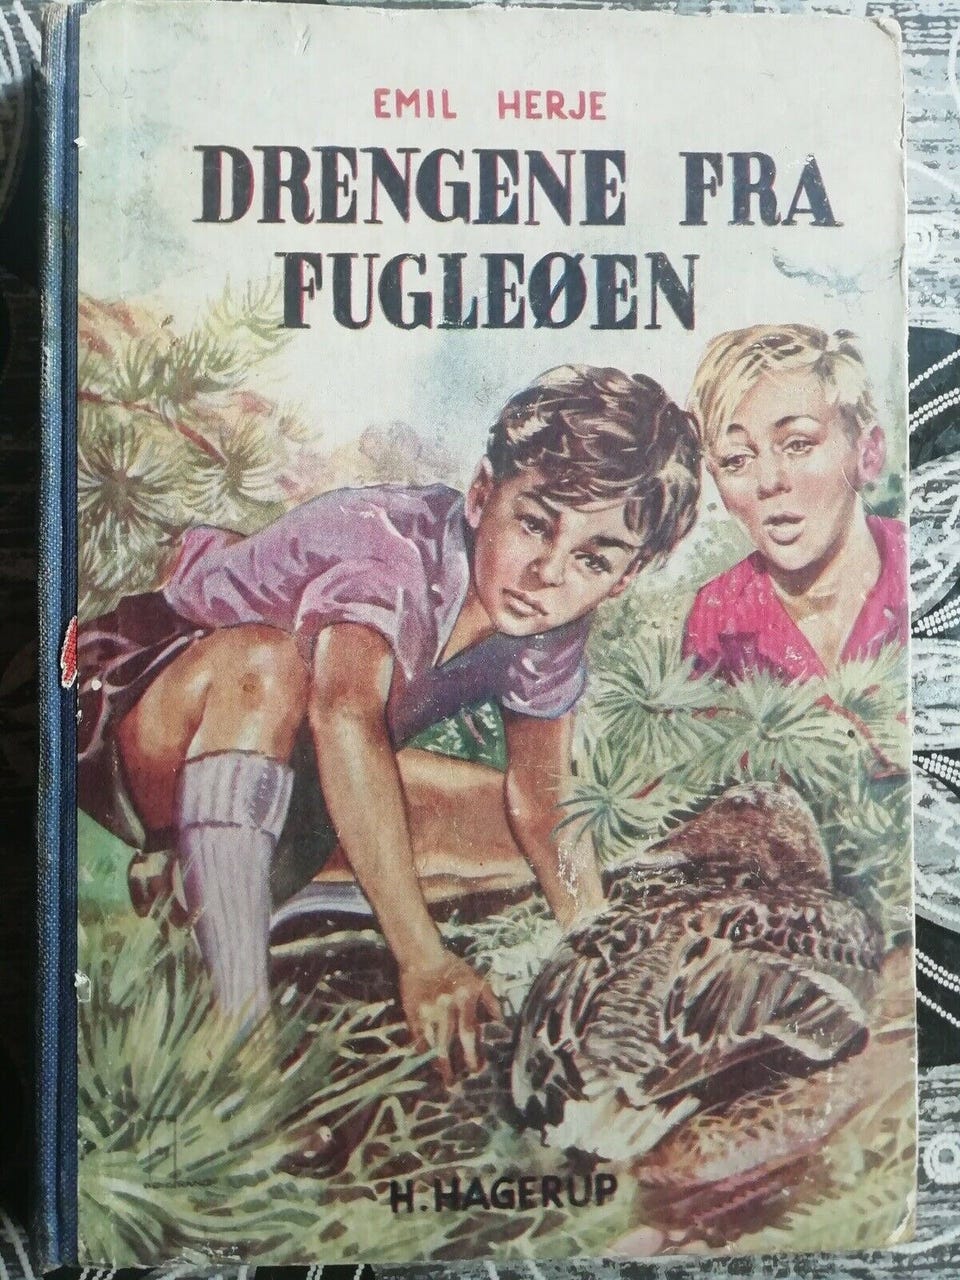 EMIL HERJE
DRENGENE FRA
FUGLEØEN
H. HAGERUP